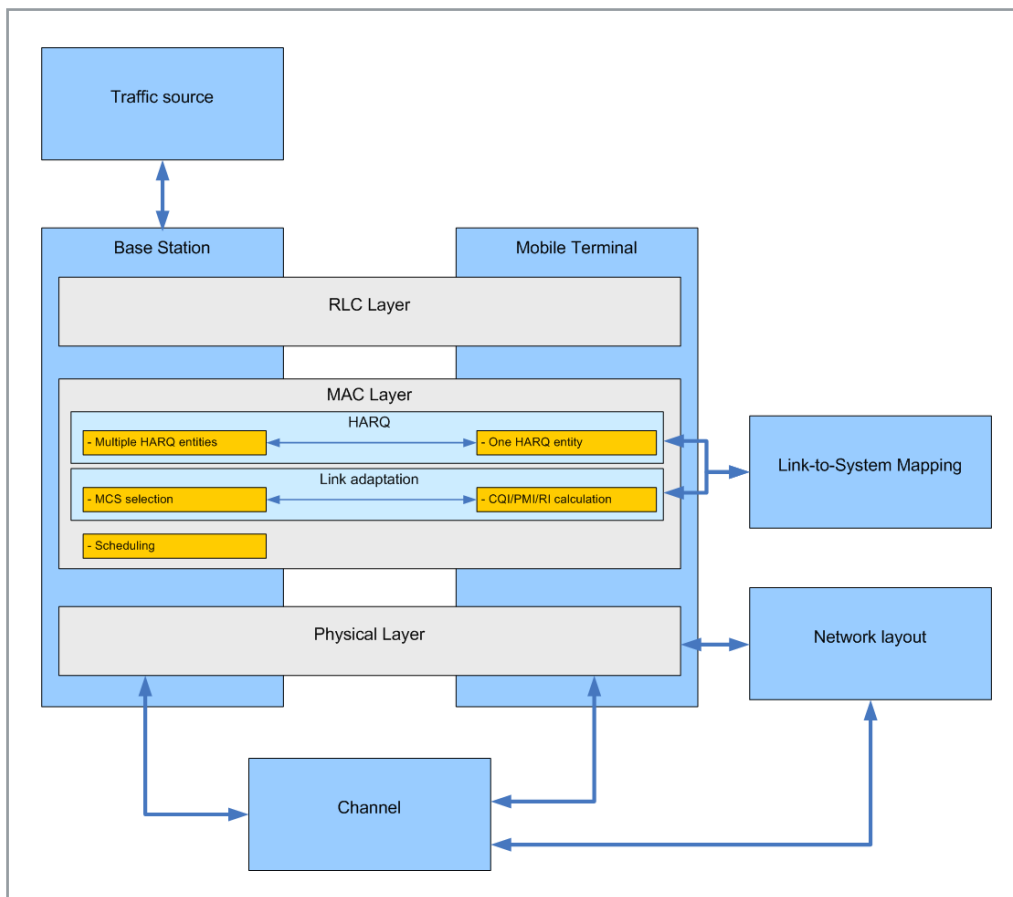 Traffic source
Base Station
Mobile Terminal
RLC Layer
MAC Layer
HARQ
- Multiple HARQ entities
- One HARQ entity
Link adaptation
- MCS selection
- CQI/PMI/RI calculation
- Scheduling
Link-to-System Mapping
Physical Layer
Network layout
Channel